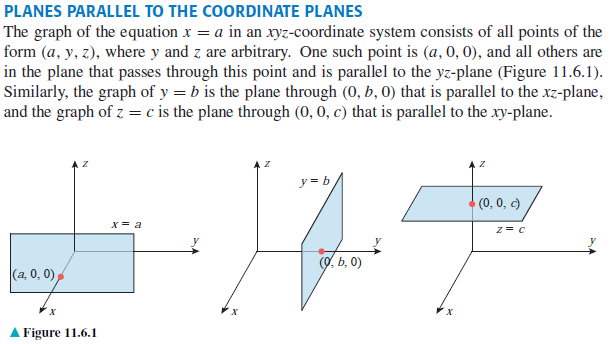 PLANES PARALLEL TO THE COORDINATE PLANES
The graph of the equation x = a in an xyz-coordinate system consists of all points of the
form (a, y, z), where y and z are arbitrary. One such point is (a, 0, 0), and all others are
in the plane that passes through this point and is parallel to the yz-plane (Figure 11.6.1).
Similarly, the graph of y = b is the plane through (0, b, 0) that is parallel to the xz-plane,
and the graph of z = c is the plane through (0, 0, c) that is parallel to the xy-plane.
z
x = a
y
(a, 0, 0)
x
z
y = b
y
(0, b, 0)
x
z
(0, 0, c)
z = c
y
x
▲ Figure 11.6.1